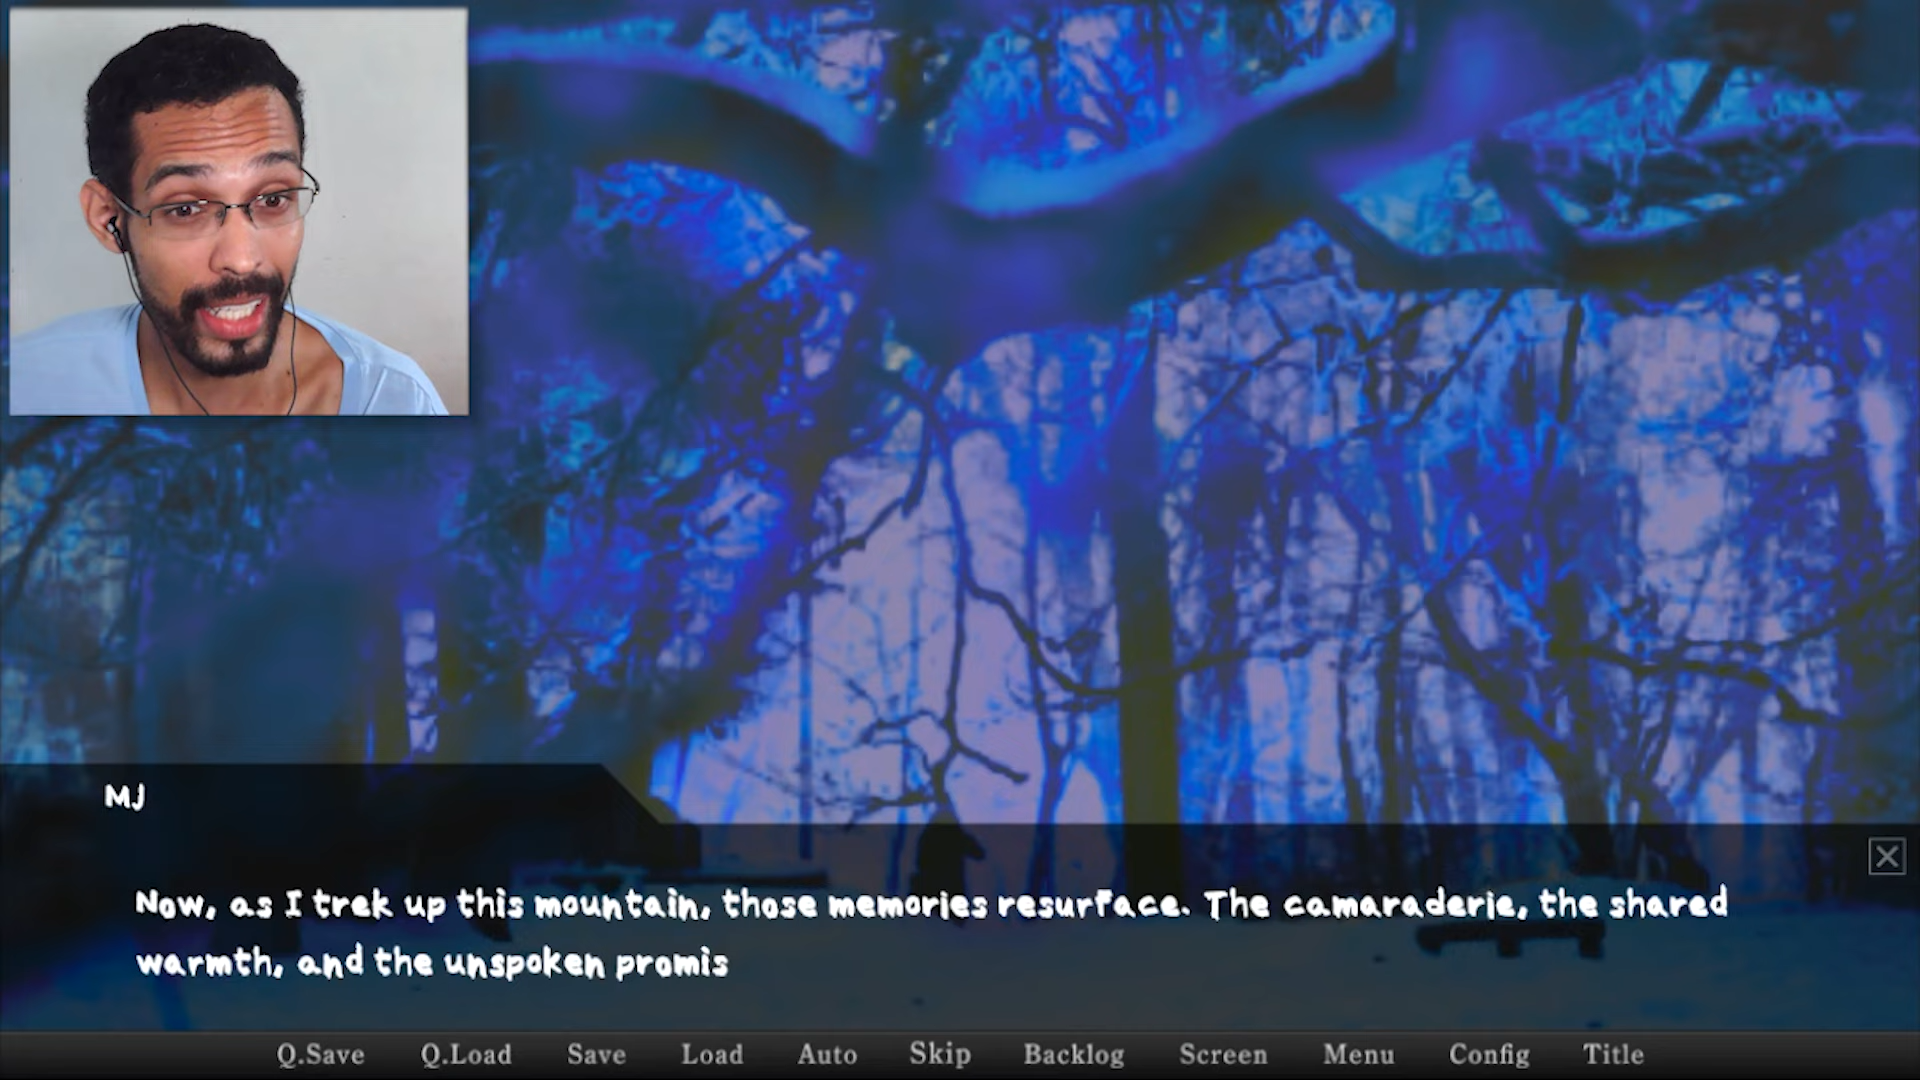 MJ
Now, as I trek up this mountain, those memories resurface. The camaraderie, the shared
warmth, and the unspoken promis
Q.Save Q.Load Save Load Auto Skip Backlog Screen Menu Config Title